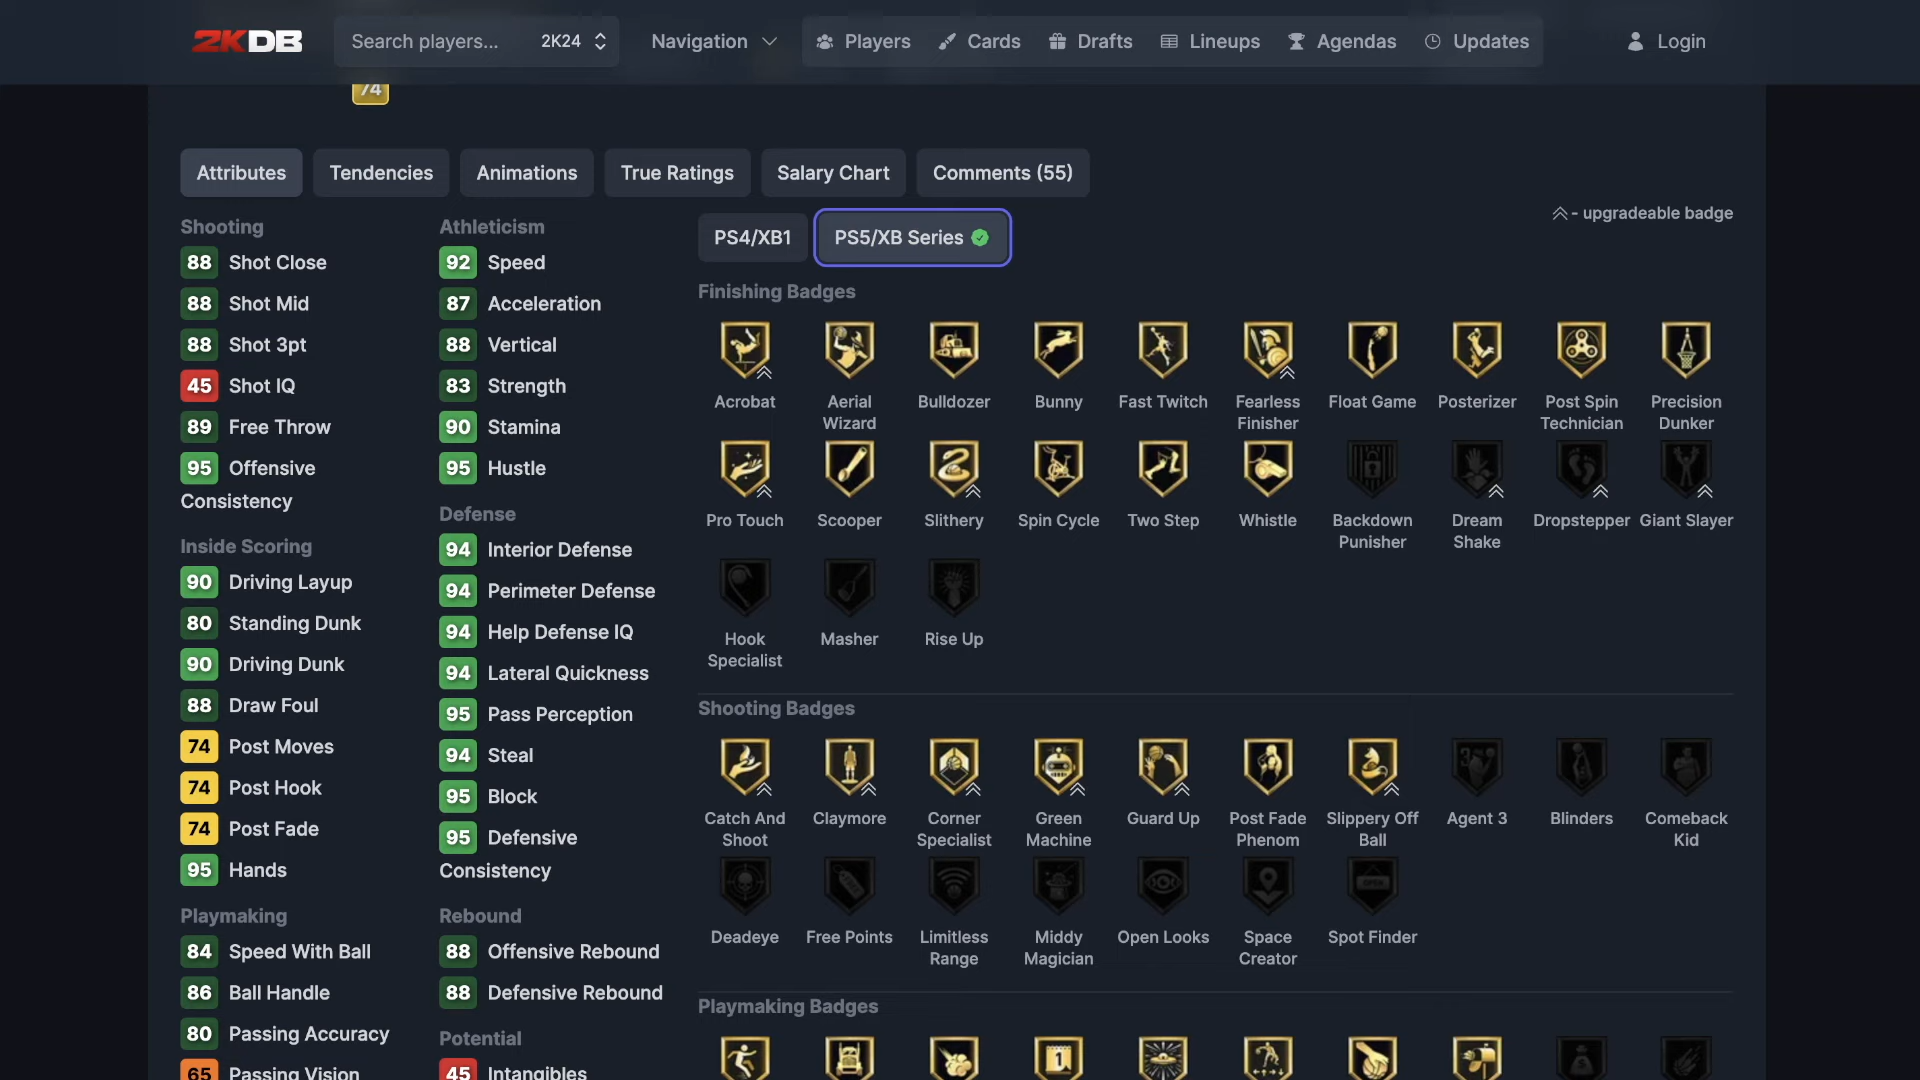 2KDB
Search players...
2K24
Navigation
Players
Cards
Drafts
Lineups
Agendas
Updates
Login
74
Attributes
Tendencies
Animations
True Ratings
Salary Chart
Comments (55)
- upgradeable badge
Shooting
88 Shot Close
88 Shot Mid
88 Shot 3pt
45 Shot IQ
89 Free Throw
95 Offensive
Consistency
Inside Scoring
90 Driving Layup
80 Standing Dunk
90 Driving Dunk
88 Draw Foul
74 Post Moves
74 Post Hook
74 Post Fade
95 Hands
Playmaking
84 Speed With Ball
86 Ball Handle
80 Passing Accuracy
65 Passing Vision
Athleticism
92 Speed
87 Acceleration
88 Vertical
83 Strength
90 Stamina
95 Hustle
Defense
94 Interior Defense
94 Perimeter Defense
94 Help Defense IQ
94 Lateral Quickness
95 Pass Perception
94 Steal
95 Block
95 Defensive
Consistency
Rebound
88 Offensive Rebound
88 Defensive Rebound
Potential
45 Intangibles
PS4/XB1
PS5/XB Series
Finishing Badges
Acrobat
Aerial
Wizard
Bulldozer
Bunny
Fast Twitch
Fearless
Finisher
Float Game
Posterizer
Post Spin
Technician
Precision
Dunker
Pro Touch
Scooper
Slithery
Spin Cycle
Two Step
Whistle
Backdown
Punisher
Dream
Shake
Dropstepper
Giant Slayer
Hook
Specialist
Masher
Rise Up
Shooting Badges
Catch And
Shoot
Claymore
Corner
Specialist
Green
Machine
Guard Up
Post Fade
Phenom
Slippery Off
Ball
Agent 3
Blinders
Comeback
Kid
Deadeye
Free Points
Limitless
Range
Middy
Magician
Open Looks
Space
Creator
OPEN
Spot Finder
Playmaking Badges
1